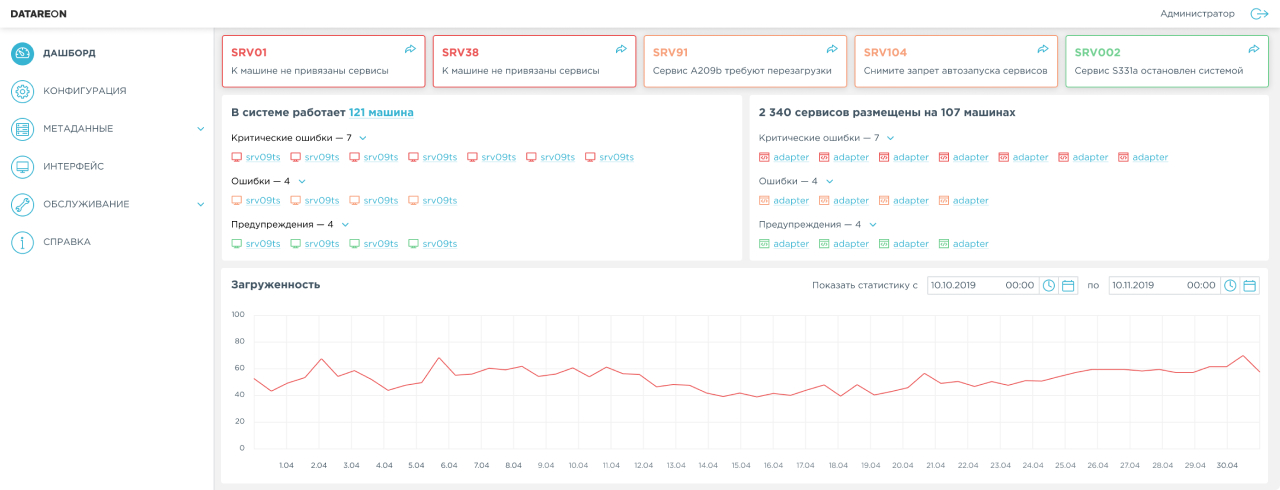 DATAREON
Администратор
ДАШБОРД
КОНФИГУРАЦИЯ
МЕТАДАННЫЕ
ИНТЕРФЕЙС
ОБСЛУЖИВАНИЕ
СПРАВКА
SRV01
К машине не привязаны сервисы
SRV38
К машине не привязаны сервисы
SRV91
Сервис A209b требуют перезагрузки
SRV104
Снимите запрет автозапуска сервисов
SRV002
Сервис S331a остановлен системой
В системе работает 121 машина
Критические ошибки — 7
srv09ts srv09ts srv09ts srv09ts srv09ts srv09ts srv09ts
Ошибки — 4
srv09ts srv09ts srv09ts srv09ts
Предупреждения — 4
srv09ts srv09ts srv09ts srv09ts
2 340 сервисов размещены на 107 машинах
Критические ошибки — 7
adapter adapter adapter adapter adapter adapter adapter
Ошибки — 4
adapter adapter adapter adapter
Предупреждения — 4
adapter adapter adapter adapter
Загруженность
Показать статистику с 10.10.2019 00:00 по 10.11.2019 00:00
100
80
60
40
20
0
1.04 2.04 3.04 4.04 5.04 6.04 7.04 8.04 9.04 10.04 11.04 12.04 13.04 14.04 15.04 16.04 17.04 18.04 19.04 20.04 21.04 22.04 23.04 24.04 25.04 26.04 27.04 28.04 29.04 30.04